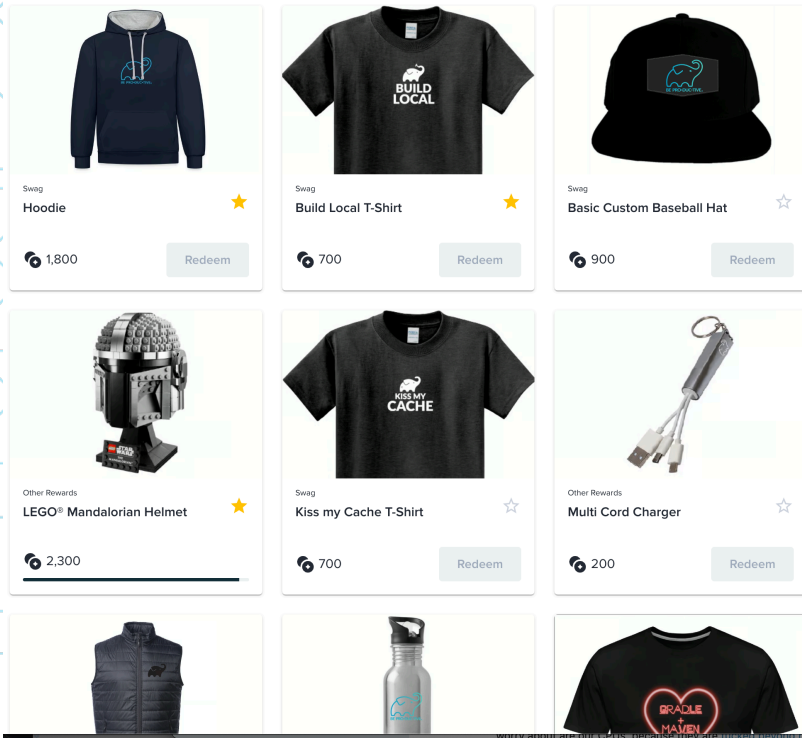 BE PRODUCTIVE.
BUILD
LOCAL
BE PRODUCTIVE.
Swag
Hoodie
1,800
Redeem
Swag
Build Local T-Shirt
700
Redeem
Swag
Basic Custom Baseball Hat
900
Redeem
LEGO
STAR
WARS
KISS MY
CACHE
Other Rewards
LEGO® Mandalorian Helmet
2,300
Swag
Kiss my Cache T-Shirt
700
Redeem
Other Rewards
Multi Cord Charger
200
Redeem
GRADLE
+
MAVEN